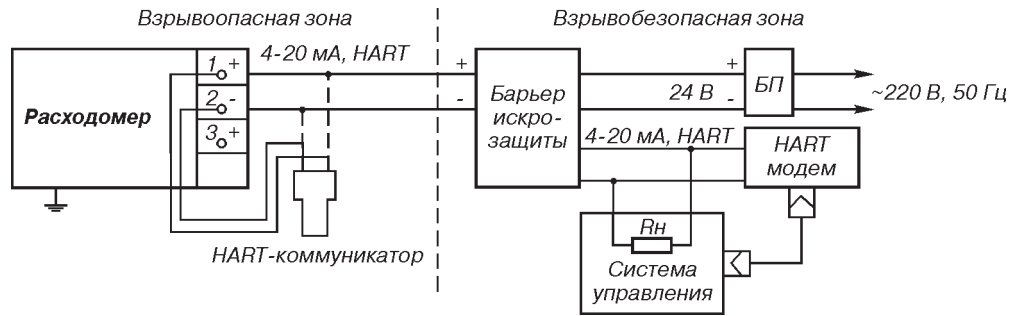 Взрывоопасная зона
Взрывобезопасная зона
1 +
4-20 мА, HART
+
+
БП
~220 В, 50 Гц
Расходомер
2 -
-
Барьер
искро-
защиты
24 В
-
3 +
4-20 мА, HART
HART
модем
Rн
HART-коммуникатор
Система
управления